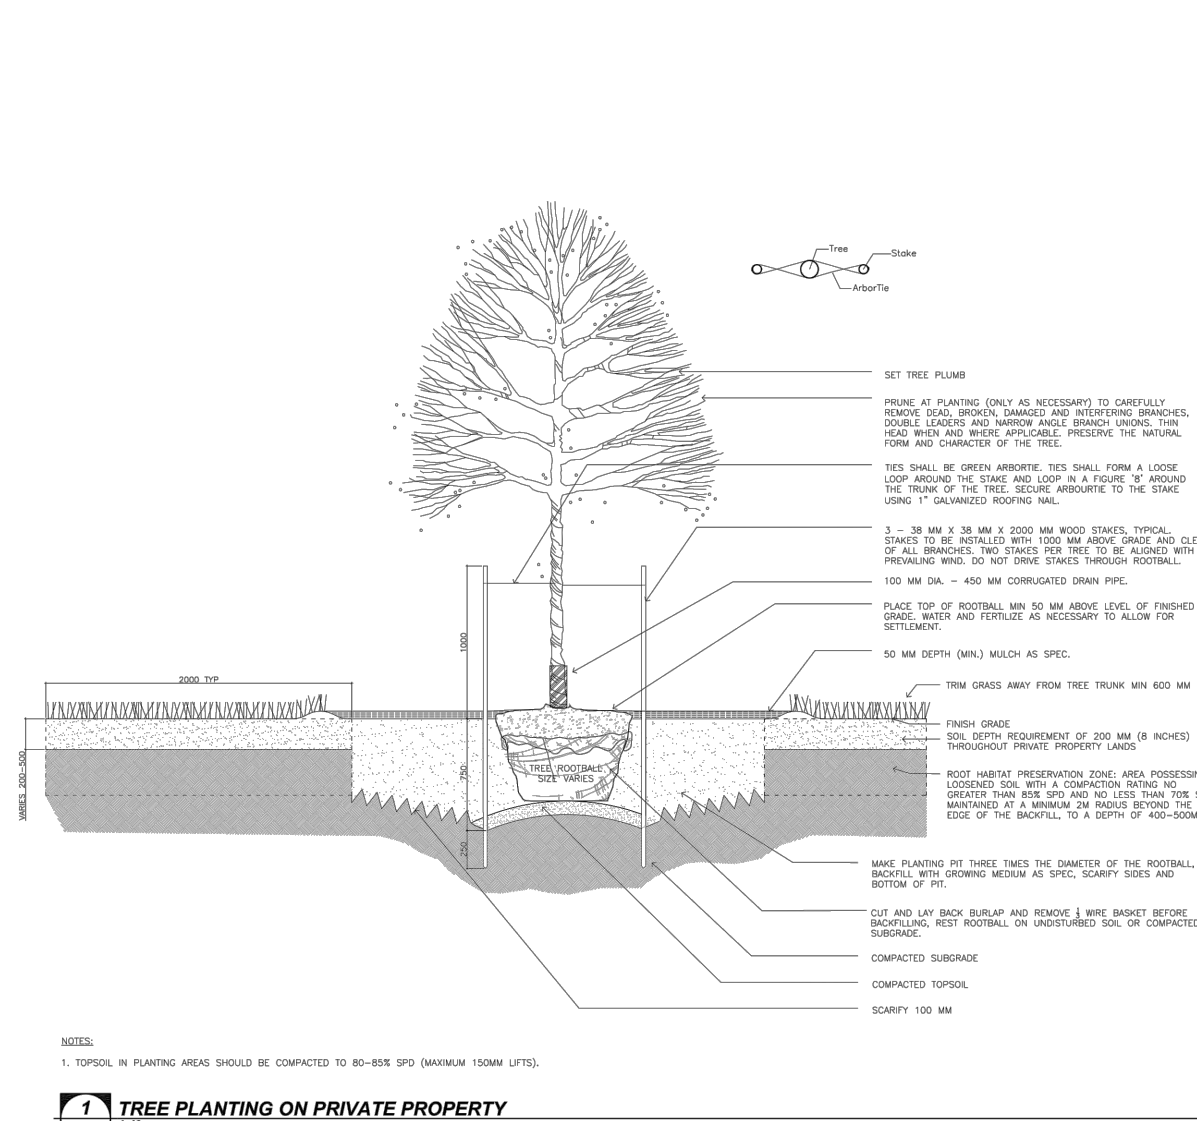 Tree
Stake
ArborTie
SET TREE PLUMB
PRUNE AT PLANTING (ONLY AS NECESSARY) TO CAREFULLY
REMOVE DEAD, BROKEN, DAMAGED AND INTERFERING BRANCHES,
DOUBLE LEADERS AND NARROW ANGLE BRANCH UNIONS. THIN
HEAD WHEN AND WHERE APPLICABLE. PRESERVE THE NATURAL
FORM AND CHARACTER OF THE TREE.
TIES SHALL BE GREEN ARBORTIE. TIES SHALL FORM A LOOSE
LOOP AROUND THE STAKE AND LOOP IN A FIGURE '8' AROUND
THE TRUNK OF THE TREE. SECURE ARBOURTIE TO THE STAKE
USING 1" GALVANIZED ROOFING NAIL.
3 - 38 MM X 38 MM X 2000 MM WOOD STAKES, TYPICAL.
STAKES TO BE INSTALLED WITH 1000 MM ABOVE GRADE AND CLE
OF ALL BRANCHES. TWO STAKES PER TREE TO BE ALIGNED WITH
PREVAILING WIND. DO NOT DRIVE STAKES THROUGH ROOTBALL.
100 MM DIA. - 450 MM CORRUGATED DRAIN PIPE.
PLACE TOP OF ROOTBALL MIN 50 MM ABOVE LEVEL OF FINISHED
GRADE. WATER AND FERTILIZE AS NECESSARY TO ALLOW FOR
SETTLEMENT.
50 MM DEPTH (MIN.) MULCH AS SPEC.
TRIM GRASS AWAY FROM TREE TRUNK MIN 600 MM
FINISH GRADE
SOIL DEPTH REQUIREMENT OF 200 MM (8 INCHES)
THROUGHOUT PRIVATE PROPERTY LANDS
ROOT HABITAT PRESERVATION ZONE: AREA POSSESSIN
LOOSENED SOIL WITH A COMPACTION RATING NO
GREATER THAN 85% SPD AND NO LESS THAN 70%
MAINTAINED AT A MINIMUM 2M RADIUS BEYOND THE
EDGE OF THE BACKFILL, TO A DEPTH OF 400-500M
MAKE PLANTING PIT THREE TIMES THE DIAMETER OF THE ROOTBALL,
BACKFILL WITH GROWING MEDIUM AS SPEC, SCARIFY SIDES AND
BOTTOM OF PIT.
CUT AND LAY BACK BURLAP AND REMOVE WIRE BASKET BEFORE
BACKFILLING, REST ROOTBALL ON UNDISTURBED SOIL OR COMPACTED
SUBGRADE.
COMPACTED SUBGRADE
COMPACTED TOPSOIL
SCARIFY 100 MM
2000 TYP
VARIES 200-500
1000
750
250
TREE ROOTBALL
SIZE VARIES
NOTES:
1. TOPSOIL IN PLANTING AREAS SHOULD BE COMPACTED TO 80-85% SPD (MAXIMUM 150MM LIFTS).
1 TREE PLANTING ON PRIVATE PROPERTY